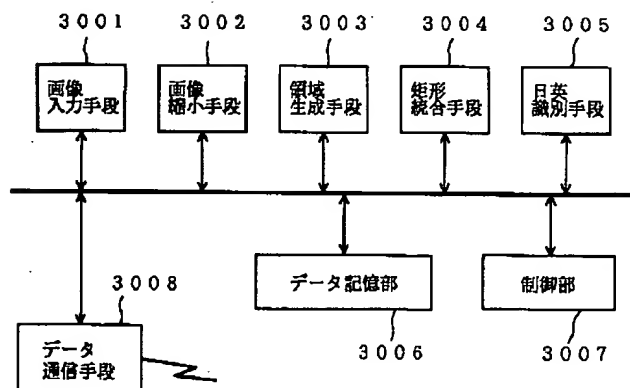 3001 3002 3003 3004 3005
画像
入力手段
画像
縮小手段
領域
生成手段
矩形
統合手段
日英
識別手段
データ記憶部
制御部
3008
3006
3007
データ
通信手段